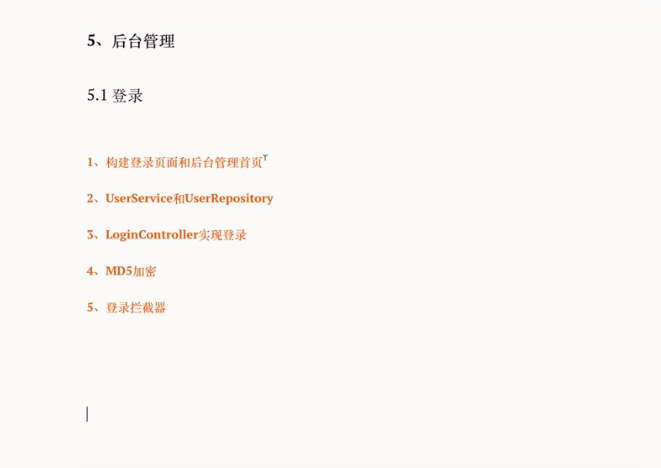 5、后台管理
5.1 登录
1、构建登录页面和后台管理首页
2、UserService和UserRepository
3、LoginController实现登录
4、MD5加密
5、登录拦截器